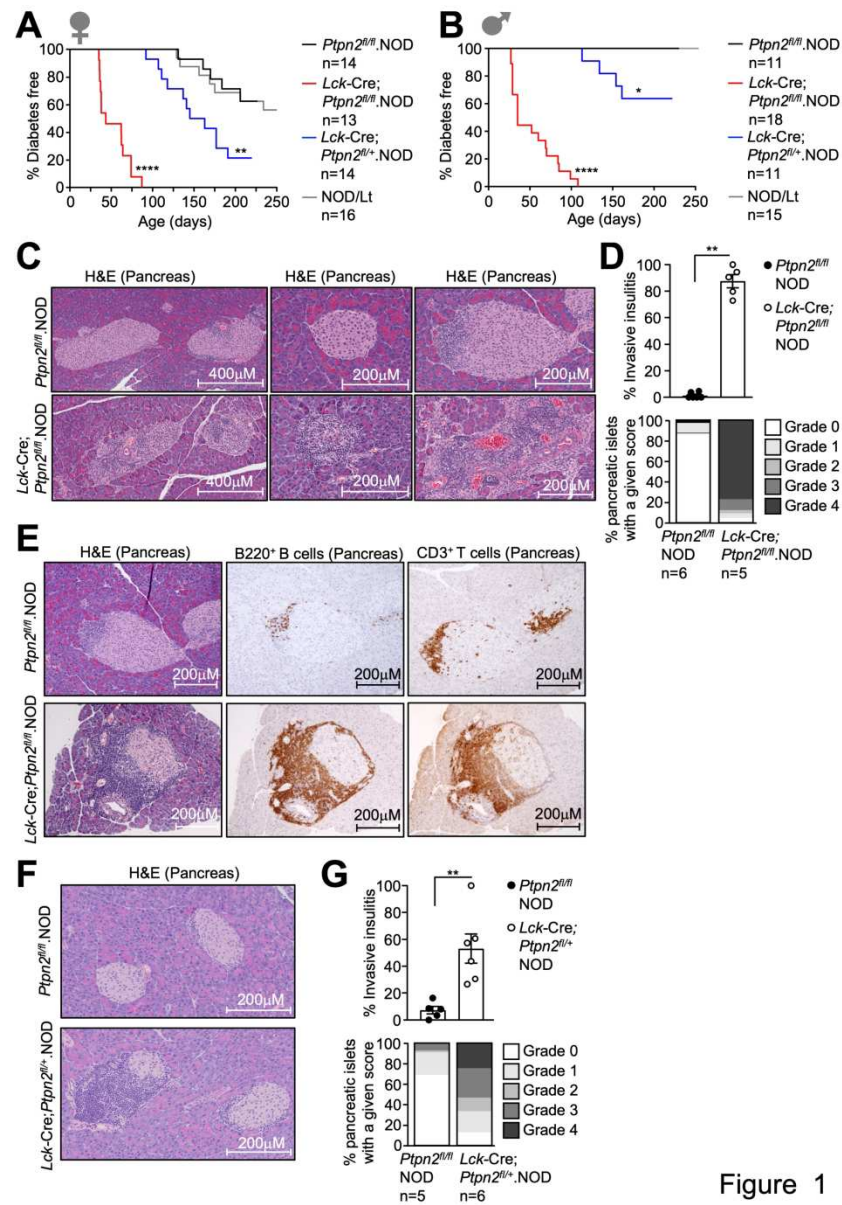 A
% Diabetes free
100
80
60
40
20
0
0 50 75 100 150 200 250
Age (days)
****
**
Ptpn2fl/fl.NOD
n=14
Lck-Cre;
Ptpn2fl/fl.NOD
n=13
Lck-Cre;
Ptpn2fl/+.NOD
n=14
NOD/Lt
n=16
B
% Diabetes free
100
80
60
40
20
0
0 50 100 150 200 250
Age (days)
****
*
Ptpn2fl/fl.NOD
n=11
Lck-Cre;
Ptpn2fl/fl.NOD
n=18
Lck-Cre;
Ptpn2fl/+.NOD
n=11
NOD/Lt
n=15
C
H&E (Pancreas) H&E (Pancreas) H&E (Pancreas)
Ptpn2fl/fl.NOD
400μM 200μM 200μM
Lck-Cre;
Ptpn2fl/fl.NOD
400μM 200μM 200μM
D
% Invasive insulitis
100
80
60
40
20
0
**
Ptpn2fl/fl
NOD
Lck-Cre;
Ptpn2fl/fl
NOD
% pancreatic islets
with a given score
100
80
60
40
20
0
Grade 0
Grade 1
Grade 2
Grade 3
Grade 4
Ptpn2fl/fl Lck-Cre;
NOD Ptpn2fl/fl.NOD
n=6 n=5
E
H&E (Pancreas) B220+ B cells (Pancreas) CD3+ T cells (Pancreas)
Ptpn2fl/fl.NOD
200μM 200μM 200μM
Lck-Cre;Ptpn2fl/fl.NOD
200μM 200μM 200μM
F
H&E (Pancreas)
Ptpn2fl/fl.NOD
200μM
Lck-Cre;Ptpn2fl/+.NOD
200μM
G
% Invasive insulitis
100
80
60
40
20
0
**
Ptpn2fl/fl
NOD
Lck-Cre;
Ptpn2fl/+
NOD
% pancreatic islets
with a given score
100
80
60
40
20
0
Grade 0
Grade 1
Grade 2
Grade 3
Grade 4
Ptpn2fl/fl Lck-Cre;
NOD Ptpn2fl/+.NOD
n=5 n=6
Figure 1